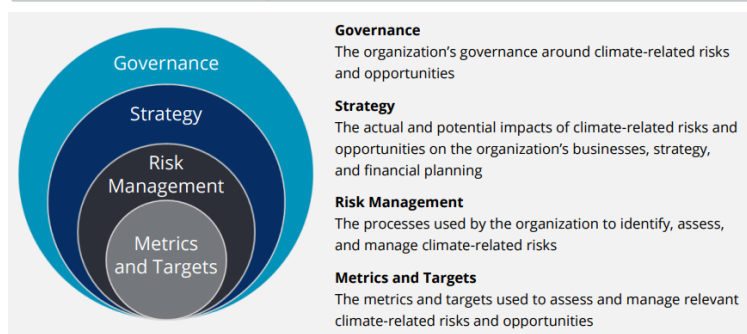 Governance
Strategy
Risk
Management
Metrics
and Targets
Governance
The organization's governance around climate-related risks
and opportunities
Strategy
The actual and potential impacts of climate-related risks and
opportunities on the organization's businesses, strategy,
and financial planning
Risk Management
The processes used by the organization to identify, assess,
and manage climate-related risks
Metrics and Targets
The metrics and targets used to assess and manage relevant
climate-related risks and opportunities